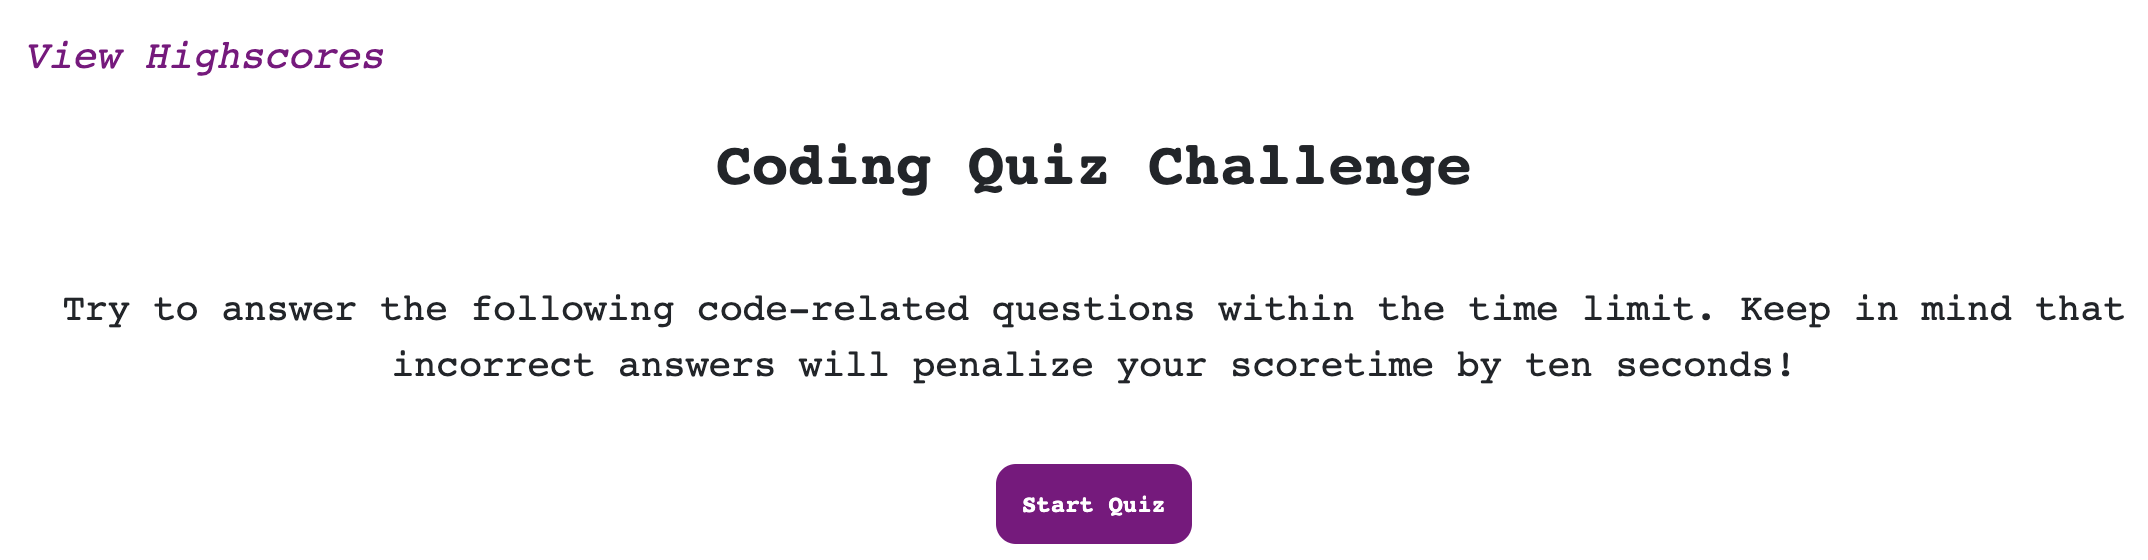 View Highscores
Coding Quiz Challenge
Try to answer the following code-related questions within the time limit. Keep in mind that
incorrect answers will penalize your scoretime by ten seconds!
Start Quiz